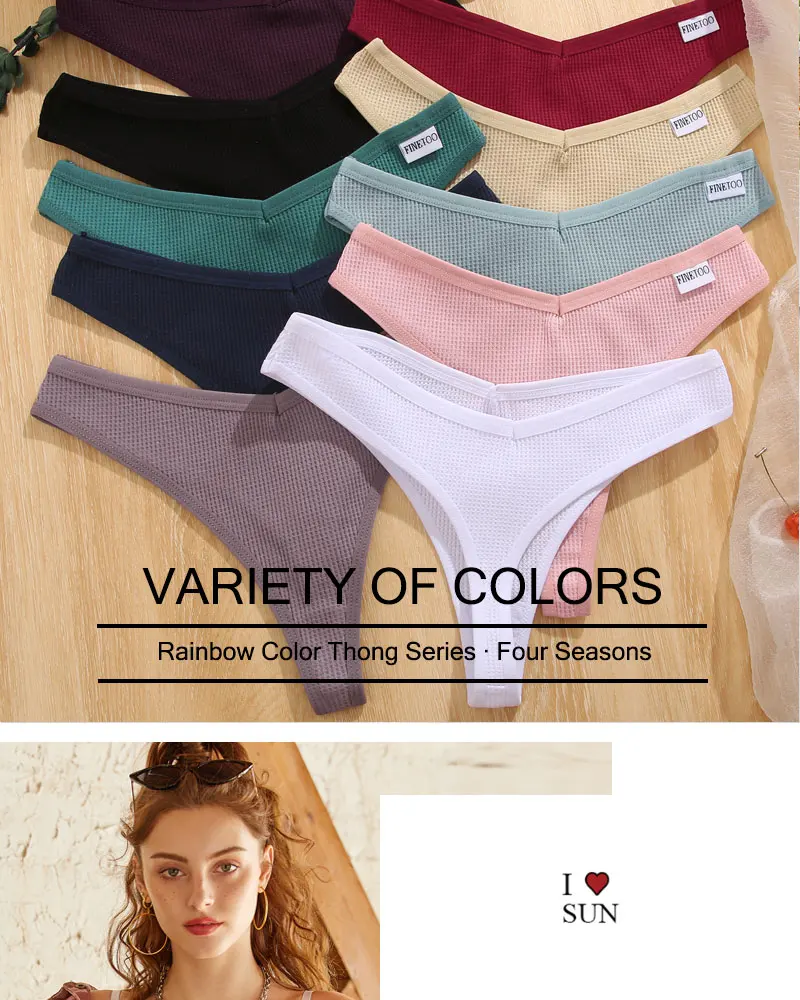 FINETOO
FINETOO
FINETOO
FINETOO
FINETOO
VARIETY OF COLORS
Rainbow Color Thong Series · Four Seasons
I ♥
SUN